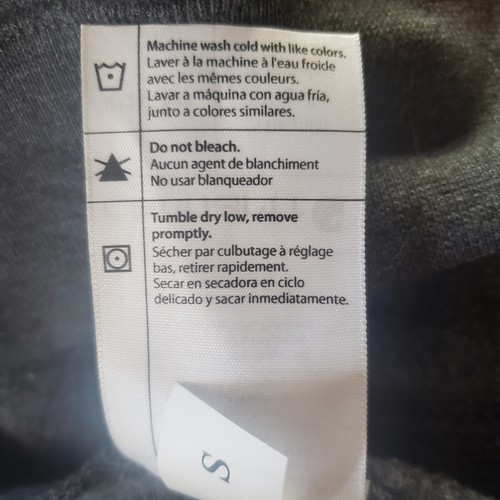 Machine wash cold with like colors.
Laver à la machine à l'eau froide
avec les mêmes couleurs.
Lavar a máquina con agua fría,
junto a colores similares.
Do not bleach.
Aucun agent de blanchiment
No usar blanqueador
Tumble dry low, remove
promptly.
Sécher par culbutage à réglage
bas, retirer rapidement.
Secar en secadora en ciclo
delicado y sacar inmediatamente.
S